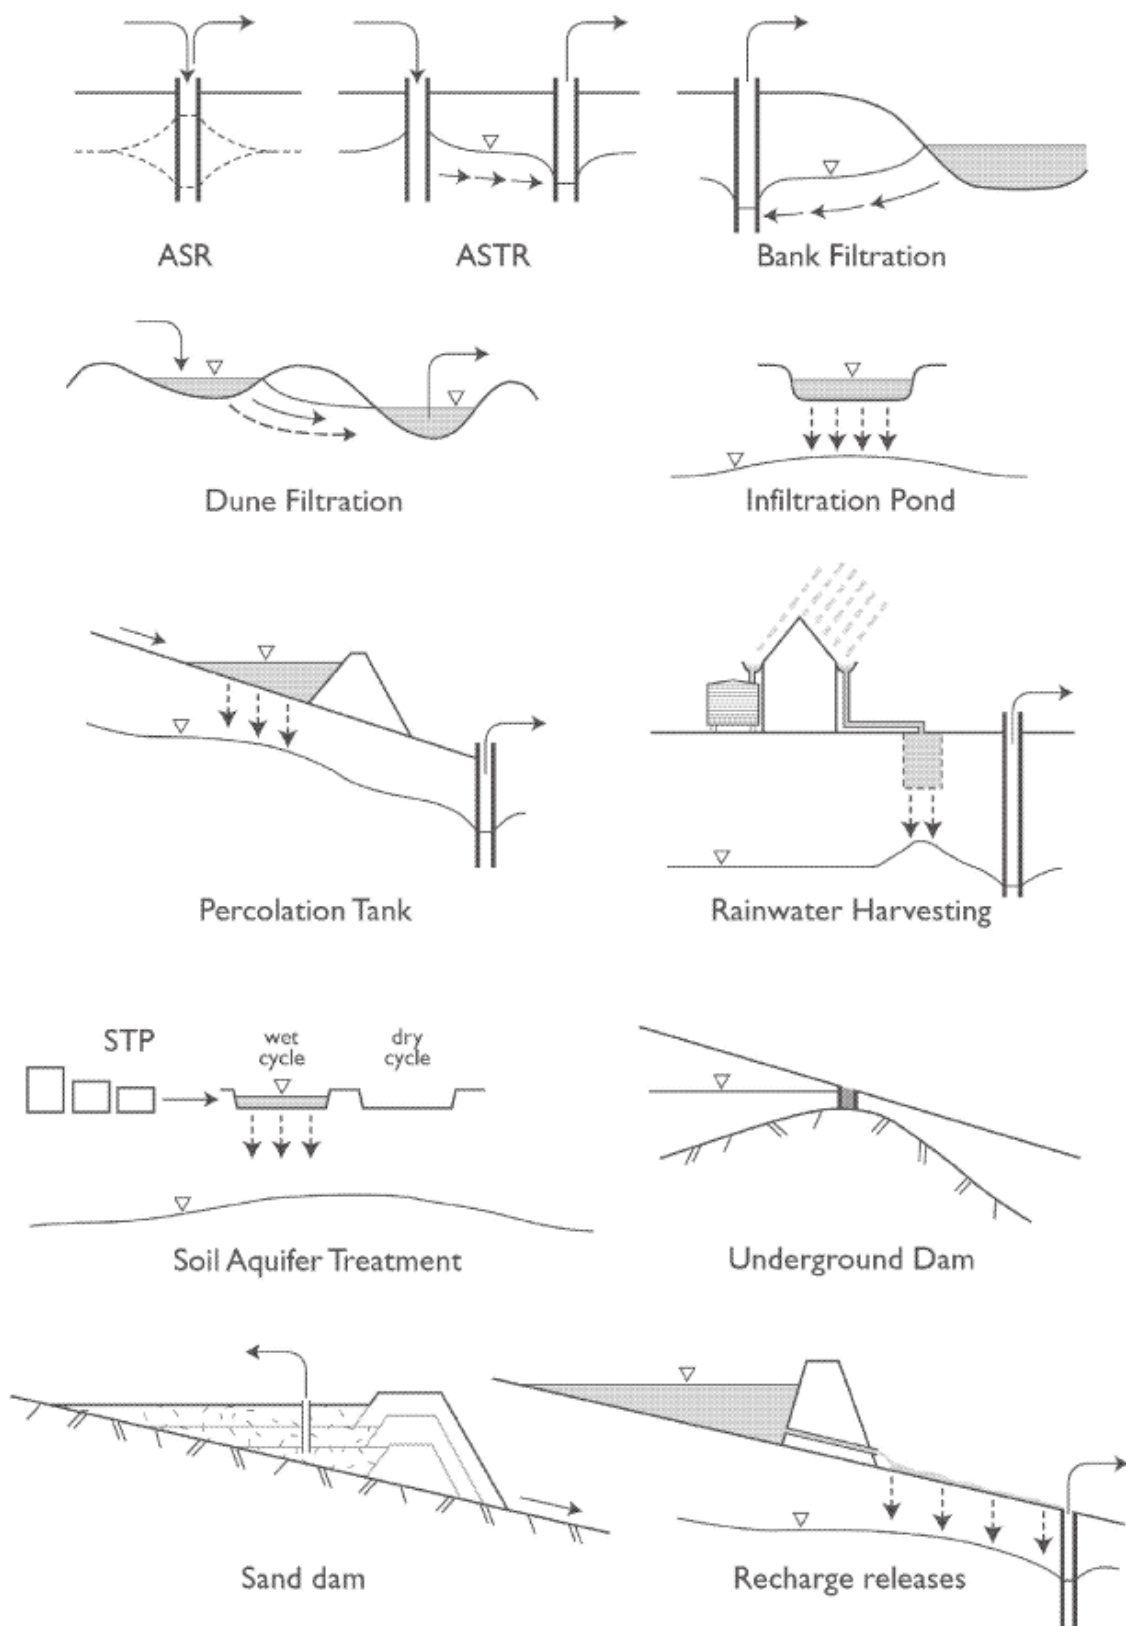 ASR
ASTR
Bank Filtration
Dune Filtration
Infiltration Pond
Percolation Tank
Rainwater Harvesting
STP
wet
cycle
dry
cycle
Soil Aquifer Treatment
Underground Dam
Sand dam
Recharge releases